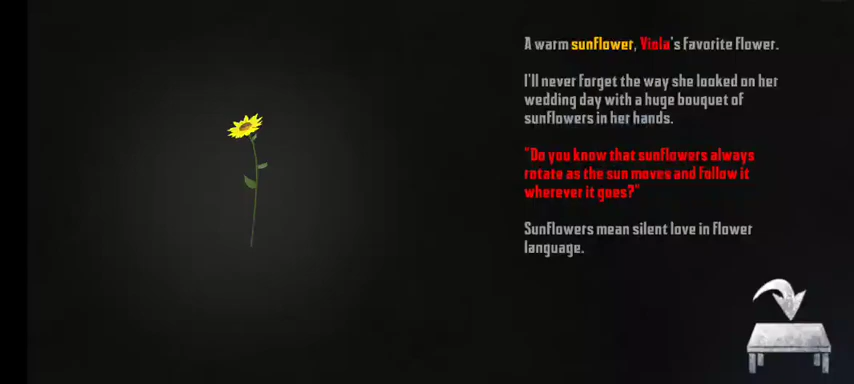 A warm sunflower, Viola's favorite flower.
I'll never forget the way she looked on her
wedding day with a huge bouquet of
sunflowers in her hands.
"Do you know that sunflowers always
rotate as the sun moves and follow it
wherever it goes?"
Sunflowers mean silent love in flower
language.